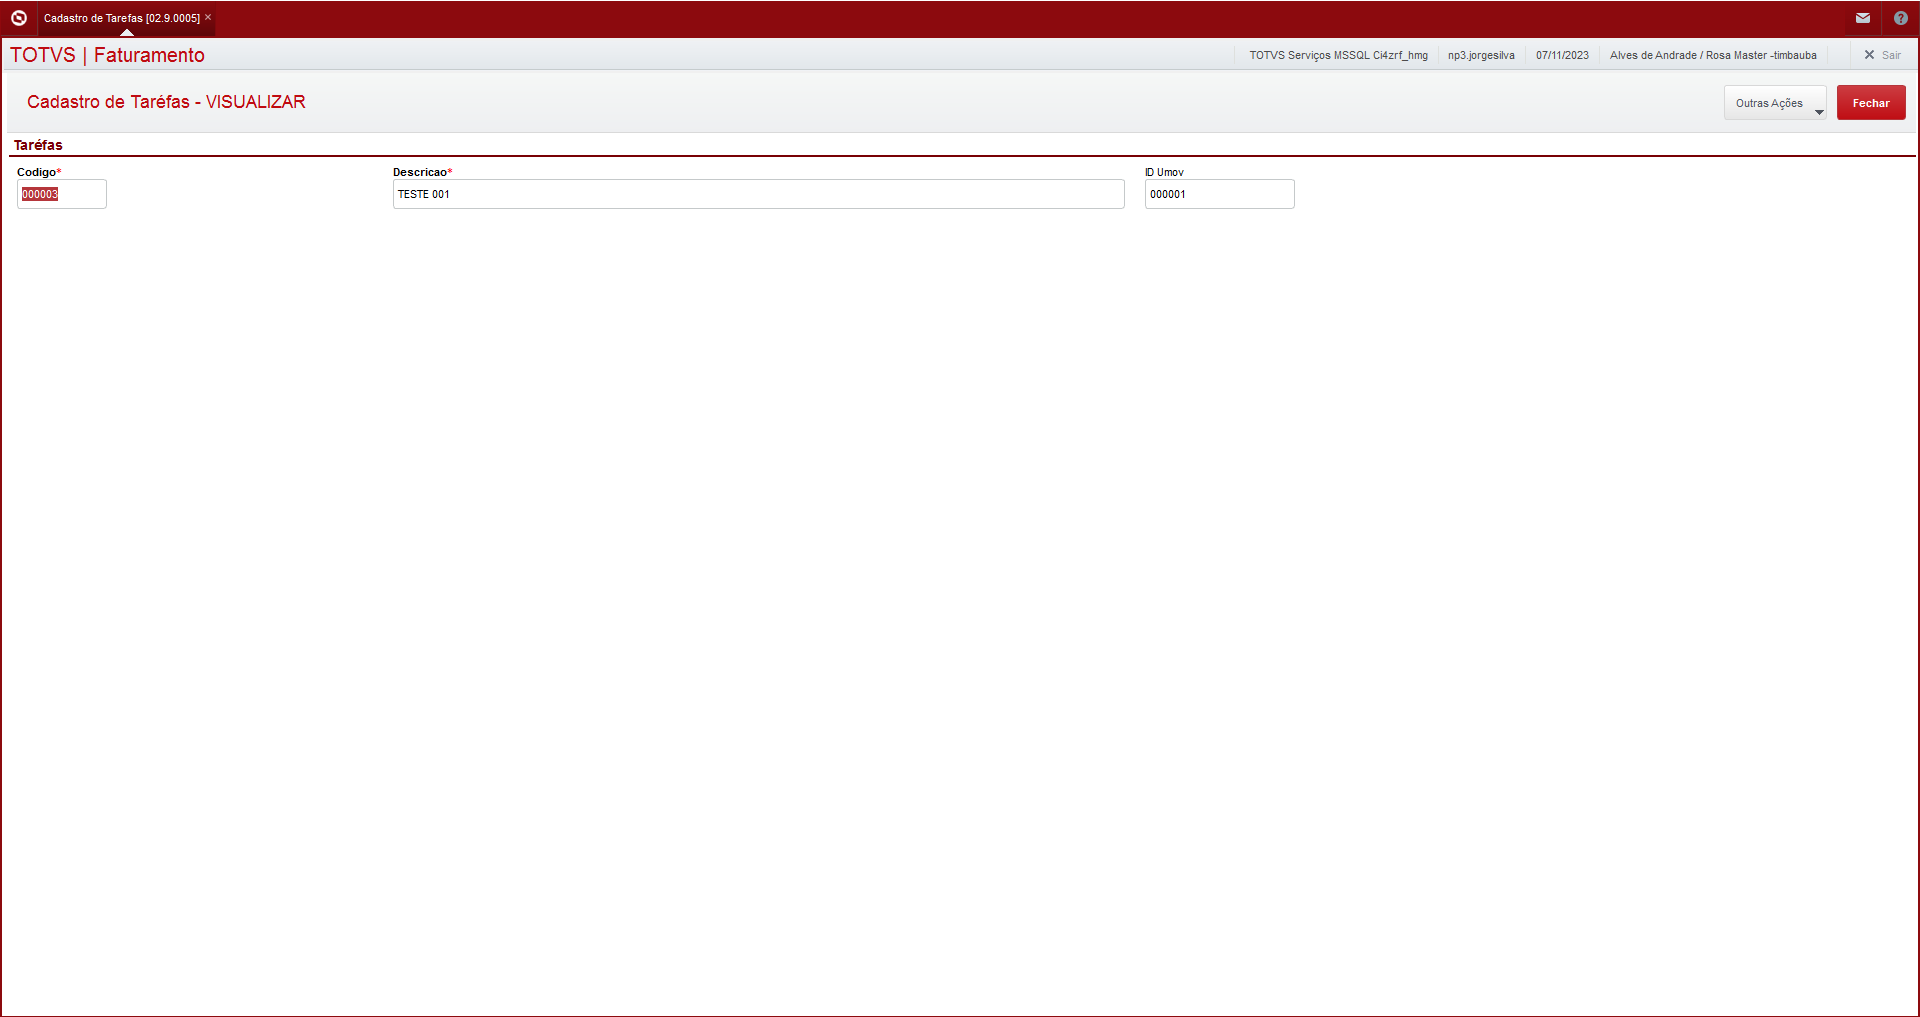 Cadastro de Tarefas [02.9.0005] ×
TOTVS | Faturamento
TOTVS Serviços MSSQL Ci4zrf_hmg
np3.jorgesilva
07/11/2023
Alves de Andrade / Rosa Master -timbauba
Sair
Cadastro de Taréfas - VISUALIZAR
Outras Ações
Fechar
Taréfas
Codigo*
Descricao*
ID Umov
000003
TESTE 001
000001